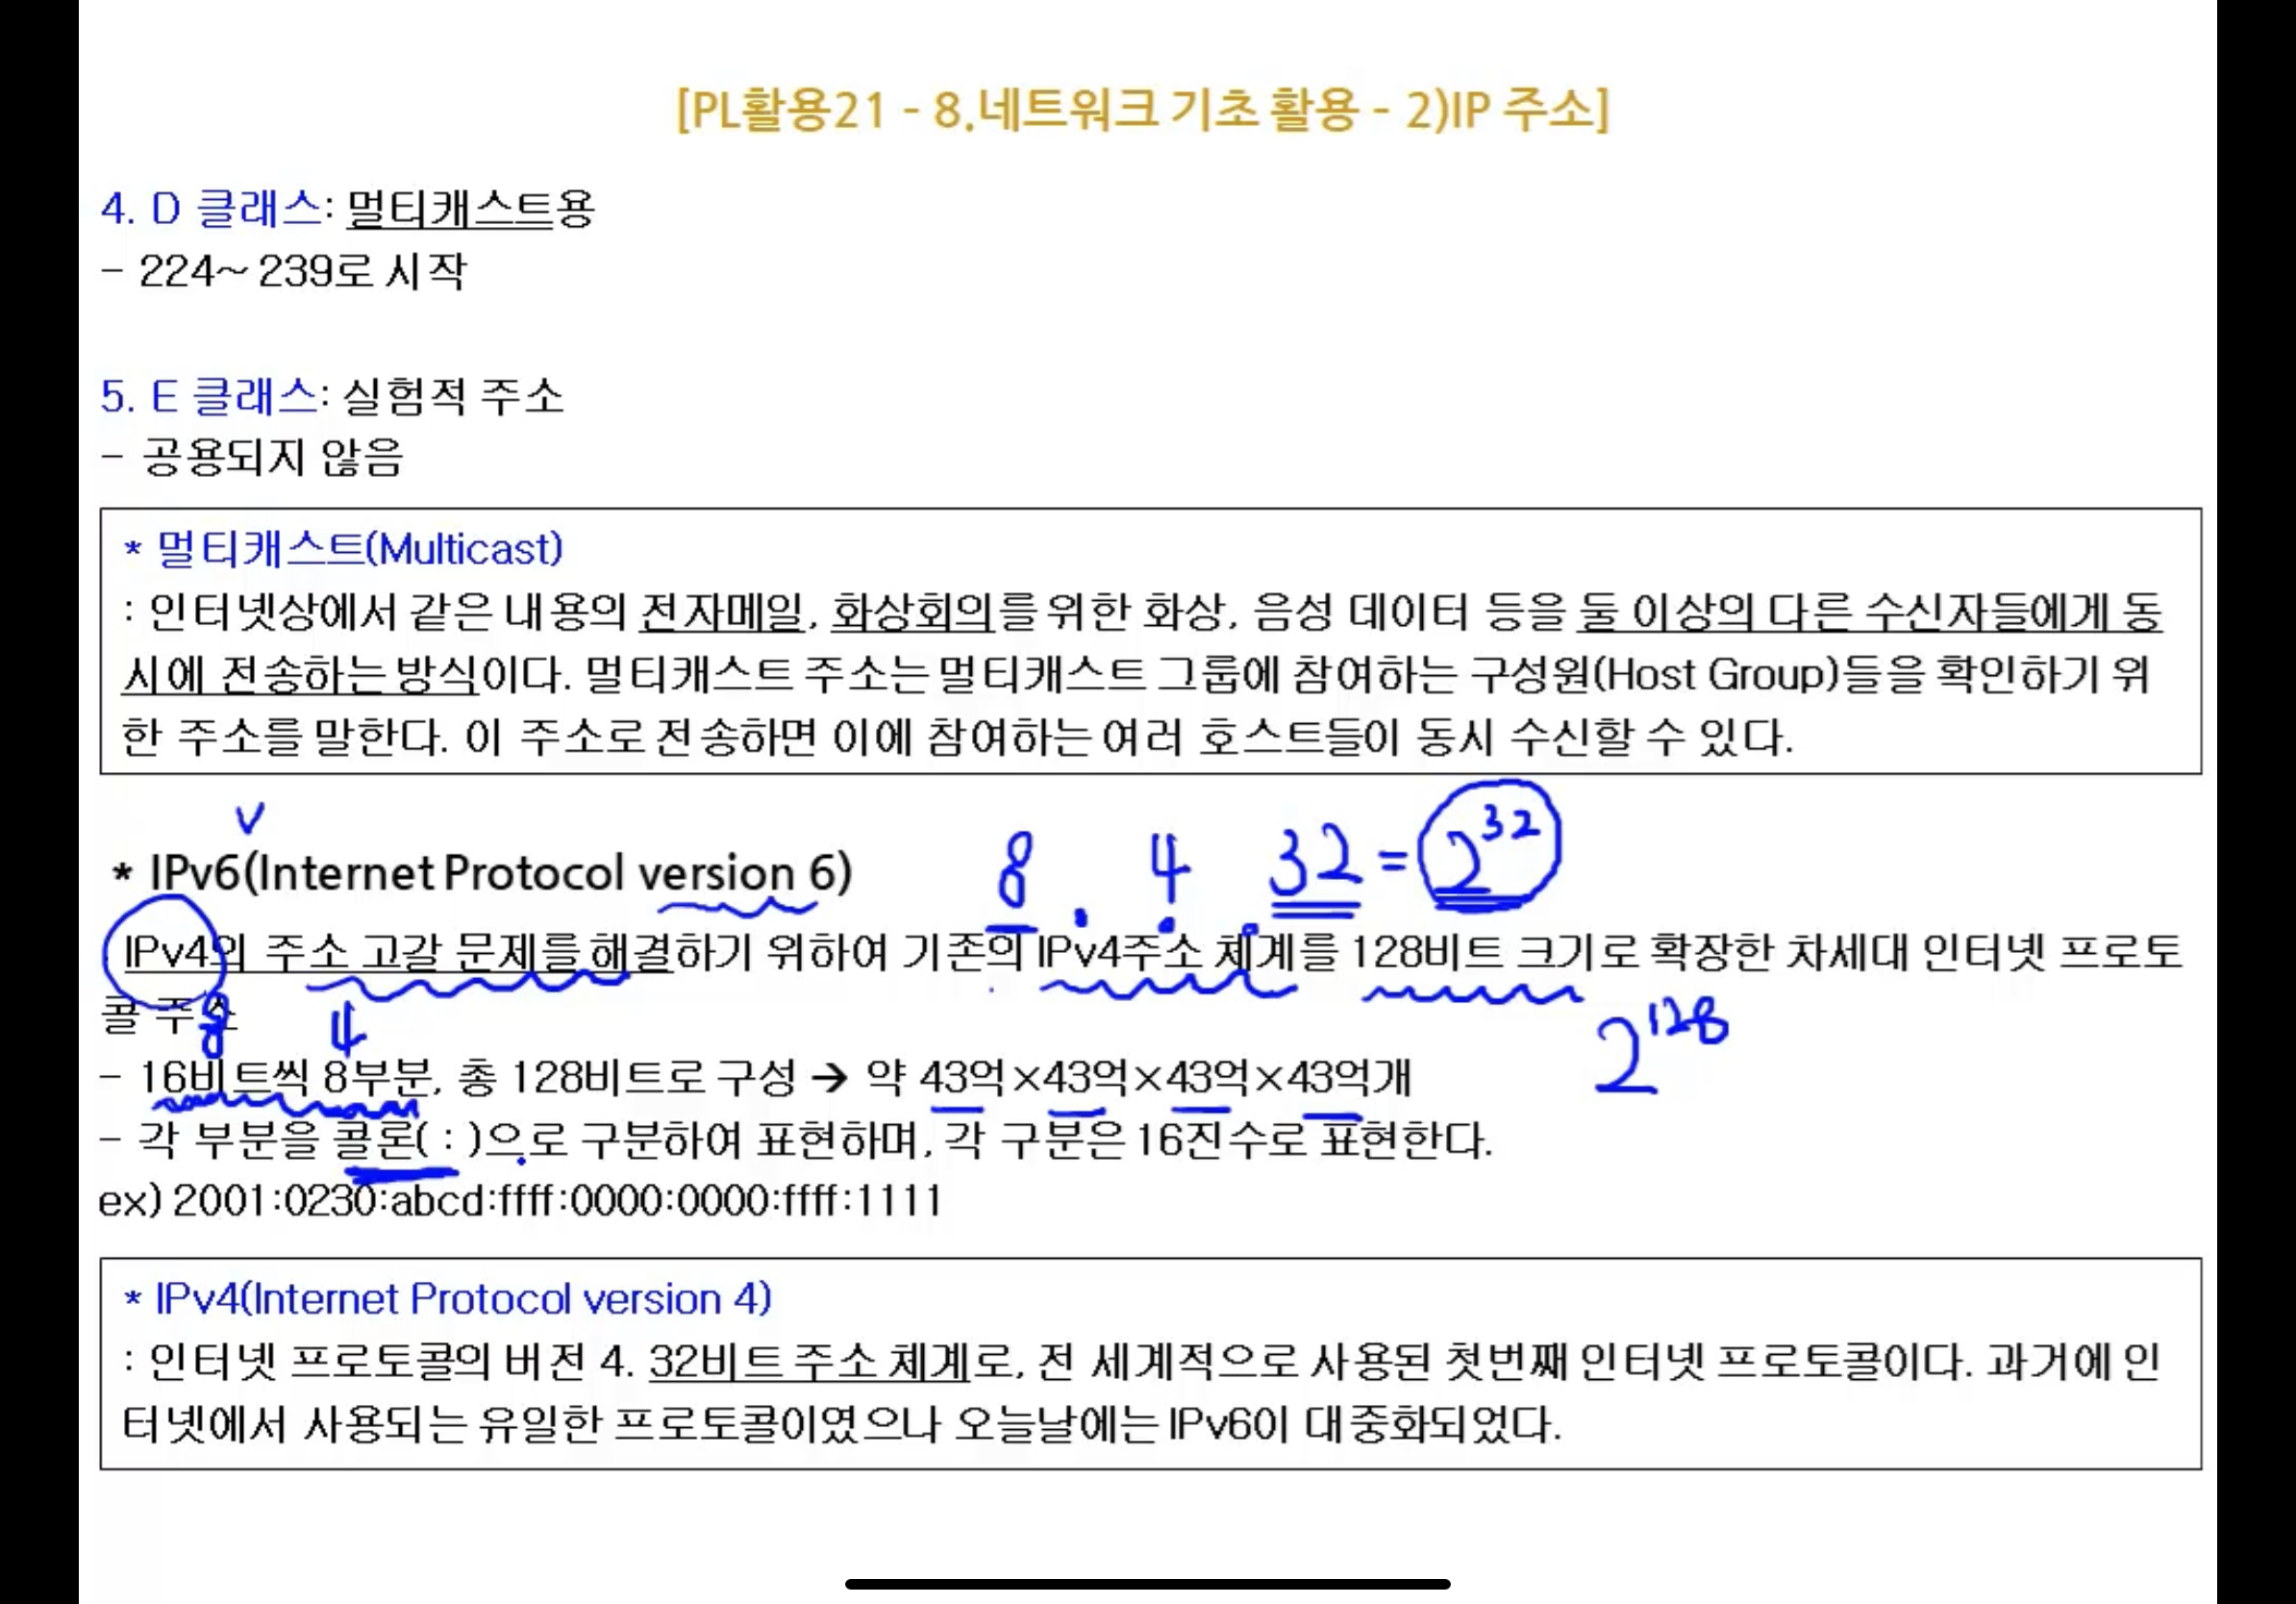 [PL활용21 - 8.네트워크 기초 활용 - 2)IP 주소]
4. D 클래스: 멀티캐스트용
- 224~239로 시작
5. E 클래스: 실험적 주소
- 공용되지 않음
* 멀티캐스트(Multicast)
: 인터넷상에서 같은 내용의 전자메일, 화상회의를 위한 화상, 음성 데이터 등을 둘 이상의 다른 수신자들에게 동
시에 전송하는 방식이다. 멀티캐스트 주소는 멀티캐스트 그룹에 참여하는 구성원(Host Group)들을 확인하기 위
한 주소를 말한다. 이 주소로 전송하면 이에 참여하는 여러 호스트들이 동시 수신할 수 있다.
v
8 . 4 32 = 2^32
* IPv6(Internet Protocol version 6)
IPv4의 주소 고갈 문제를 해결하기 위하여 기존의 IPv4주소 체계를 128비트 크기로 확장한 차세대 인터넷 프로토
콜 주소
8 4 2^128
- 16비트씩 8부분, 총 128비트로 구성 → 약 43억×43억×43억×43억개
- 각 부분을 콜론( : )으로 구분하여 표현하며, 각 구분은 16진수로 표현한다.
ex) 2001:0230:abcd:ffff:0000:0000:ffff:1111
* IPv4(Internet Protocol version 4)
: 인터넷 프로토콜의 버전 4. 32비트 주소 체계로, 전 세계적으로 사용된 첫번째 인터넷 프로토콜이다. 과거에 인
터넷에서 사용되는 유일한 프로토콜이였으나 오늘날에는 IPv6이 대중화되었다.